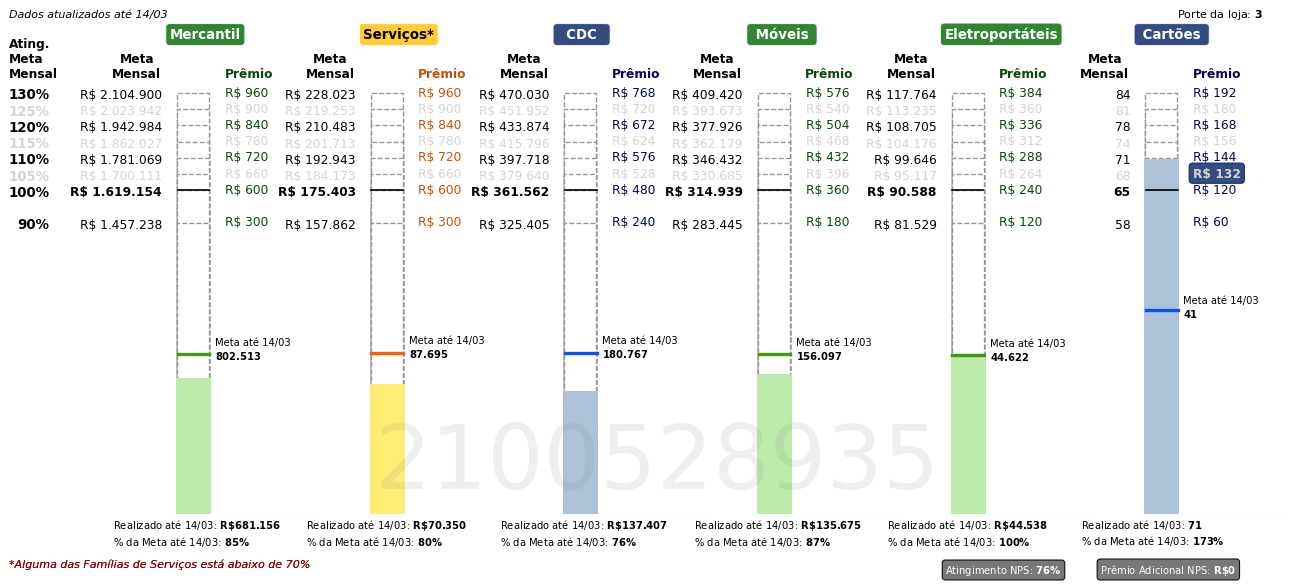 Dados atualizados até 14/03
Porte da loja: 3
Mercantil Serviços* CDC Móveis Eletroportáteis Cartões
Ating. Meta Mensal
Meta Mensal Prêmio Meta Mensal Prêmio Meta Mensal Prêmio Meta Mensal Prêmio Meta Mensal Prêmio Meta Mensal Prêmio
130% R$ 2.104.900 R$ 960 R$ 228.023 R$ 960 R$ 470.030 R$ 768 R$ 409.420 R$ 576 R$ 117.764 R$ 384 84 R$ 192
125% R$ 2.023.942 R$ 900 R$ 219.253 R$ 900 R$ 451.952 R$ 720 R$ 393.673 R$ 540 R$ 113.235 R$ 360 81 R$ 180
120% R$ 1.942.984 R$ 840 R$ 210.483 R$ 840 R$ 433.874 R$ 672 R$ 377.926 R$ 504 R$ 108.705 R$ 336 78 R$ 168
115% R$ 1.862.027 R$ 780 R$ 201.713 R$ 780 R$ 415.796 R$ 624 R$ 362.179 R$ 468 R$ 104.176 R$ 312 74 R$ 156
110% R$ 1.781.069 R$ 720 R$ 192.943 R$ 720 R$ 397.718 R$ 576 R$ 346.432 R$ 432 R$ 99.646 R$ 288 71 R$ 144
105% R$ 1.700.111 R$ 660 R$ 184.173 R$ 660 R$ 379.640 R$ 528 R$ 330.685 R$ 396 R$ 95.117 R$ 264 68 R$ 132
100% R$ 1.619.154 R$ 600 R$ 175.403 R$ 600 R$ 361.562 R$ 480 R$ 314.939 R$ 360 R$ 90.588 R$ 240 65 R$ 120
90% R$ 1.457.238 R$ 300 R$ 157.862 R$ 300 R$ 325.405 R$ 240 R$ 283.445 R$ 180 R$ 81.529 R$ 120 58 R$ 60
Meta até 14/03 Meta até 14/03 Meta até 14/03 Meta até 14/03 Meta até 14/03 Meta até 14/03
802.513 87.695 180.767 156.097 44.622 41
2100528935
Realizado até 14/03: R$681.156 Realizado até 14/03: R$70.350 Realizado até 14/03: R$137.407 Realizado até 14/03: R$135.675 Realizado até 14/03: R$44.538 Realizado até 14/03: 71
% da Meta até 14/03: 85% % da Meta até 14/03: 80% % da Meta até 14/03: 76% % da Meta até 14/03: 87% % da Meta até 14/03: 100% % da Meta até 14/03: 173%
*Alguma das Famílias de Serviços está abaixo de 70%
Atingimento NPS: 76% Prêmio Adicional NPS: R$0